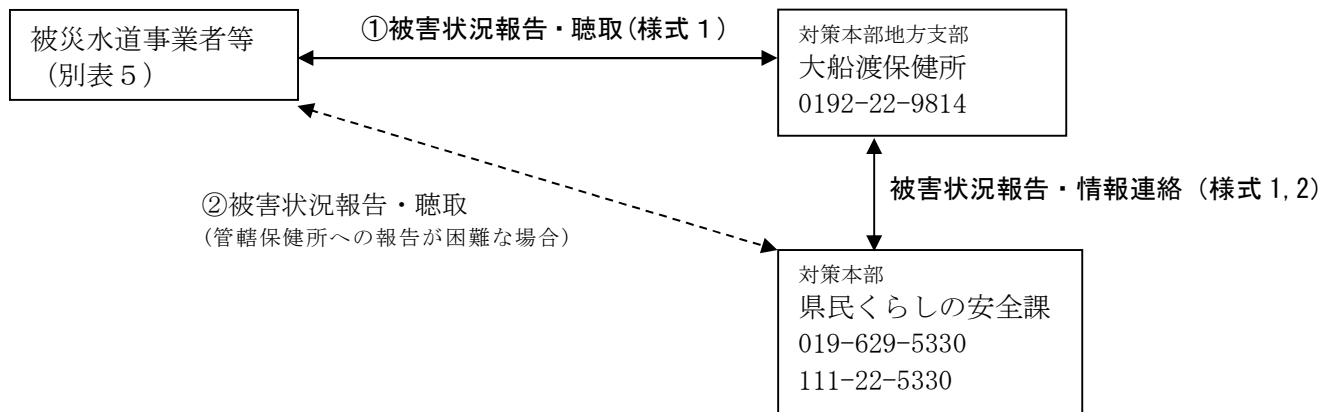 被災水道事業者等
(別表5)
①被害状況報告・聴取(様式1)
対策本部地方支部
大船渡保健所
0192-22-9814
②被害状況報告・聴取
(管轄保健所への報告が困難な場合)
被害状況報告・情報連絡（様式1,2)
対策本部
県民くらしの安全課
019-629-5330
111-22-5330